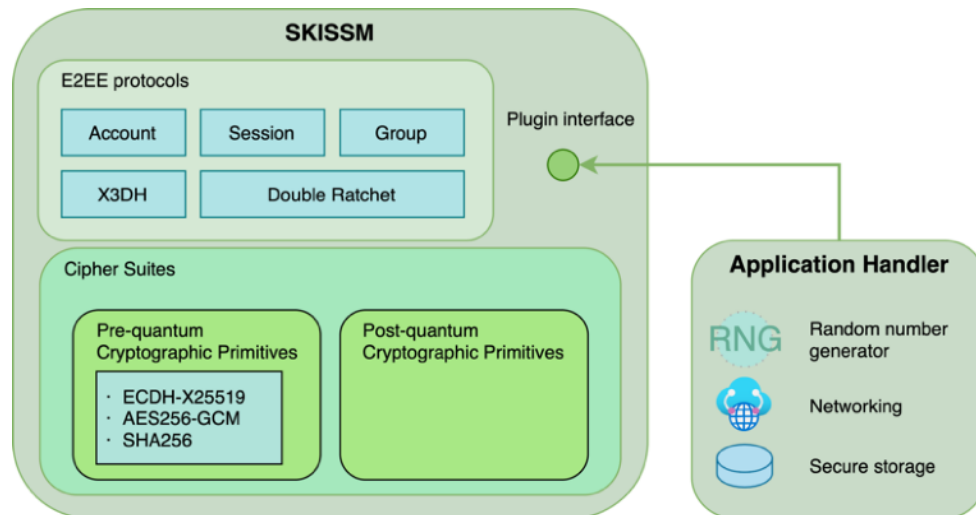 SKISSM
E2EE protocols
Account
Session
Group
X3DH
Double Ratchet
Plugin interface
Cipher Suites
Pre-quantum
Cryptographic Primitives
· ECDH-X25519
· AES256-GCM
· SHA256
Post-quantum
Cryptographic Primitives
Application Handler
RNG
Random number
generator
Networking
Secure storage